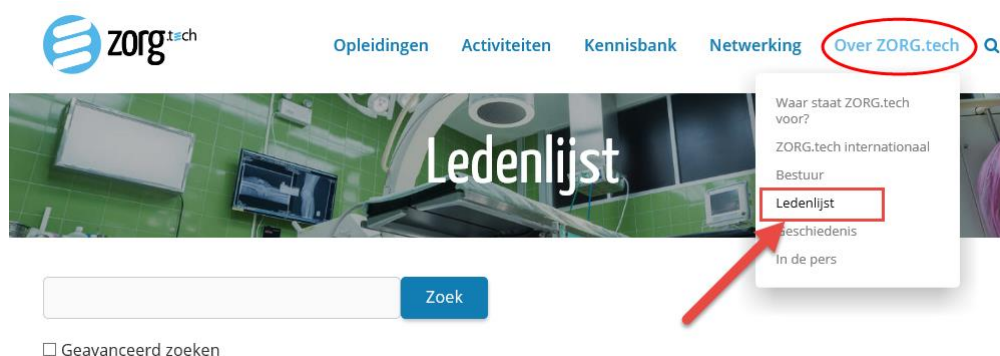 zorg.tech
Opleidingen Activiteiten Kennisbank Netwerking Over ZORG.tech
Waar staat ZORG.tech
voor?
ZORG.tech internationaal
Bestuur
Ledenlijst
Geschiedenis
In de pers
Ledenlijst
Zoek
Geavanceerd zoeken